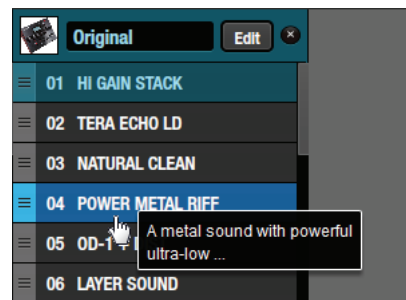 Original Edit
01 HI GAIN STACK
02 TERA ECHO LD
03 NATURAL CLEAN
04 POWER METAL RIFF
A metal sound with powerful
ultra-low ...
05 OD-1 +
06 LAYER SOUND